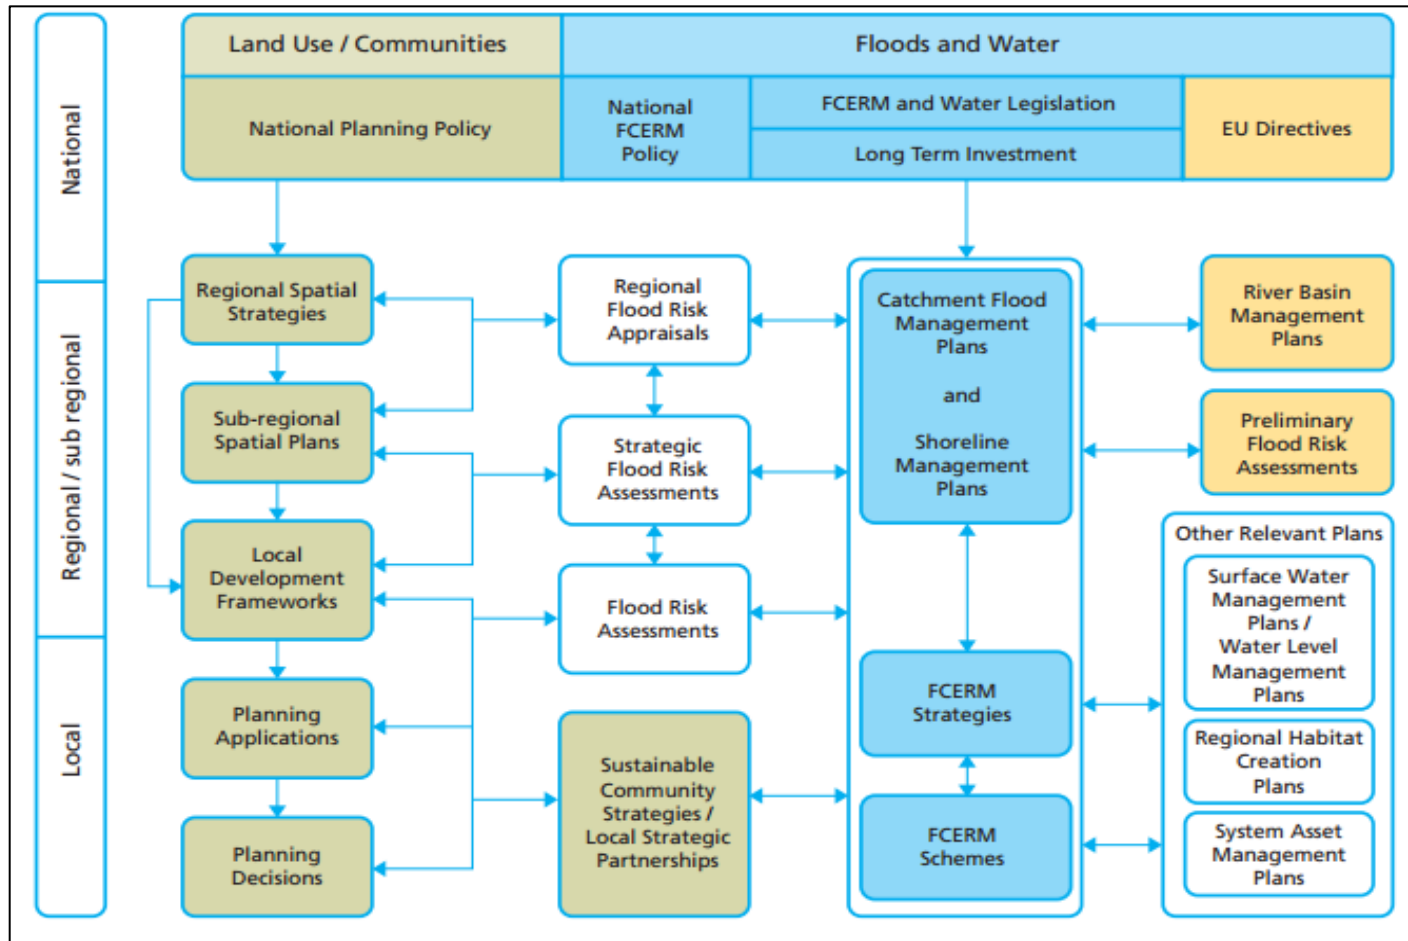 Land Use / Communities
Floods and Water
National
National Planning Policy
National
FCERM
Policy
FCERM and Water Legislation
Long Term Investment
EU Directives
Regional / sub regional
Regional Spatial
Strategies
Sub-regional
Spatial Plans
Local
Development
Frameworks
Local
Planning
Applications
Planning
Decisions
Regional
Flood Risk
Appraisals
Strategic
Flood Risk
Assessments
Flood Risk
Assessments
Sustainable
Community
Strategies /
Local Strategic
Partnerships
Catchment Flood
Management
Plans
and
Shoreline
Management
Plans
FCERM
Strategies
FCERM
Schemes
River Basin
Management
Plans
Preliminary
Flood Risk
Assessments
Other Relevant Plans
Surface Water
Management
Plans /
Water Level
Management
Plans
Regional Habitat
Creation
Plans
System Asset
Management
Plans